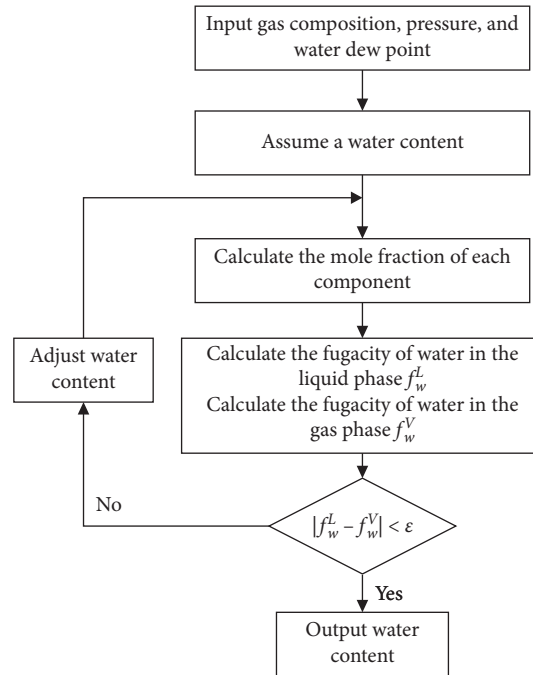 Input gas composition, pressure, and
water dew point
Assume a water content
Calculate the mole fraction of each
component
Adjust water
content
Calculate the fugacity of water in the
liquid phase f_w^L
Calculate the fugacity of water in the
gas phase f_w^V
No
|f_w^L – f_w^V| < ε
Yes
Output water
content